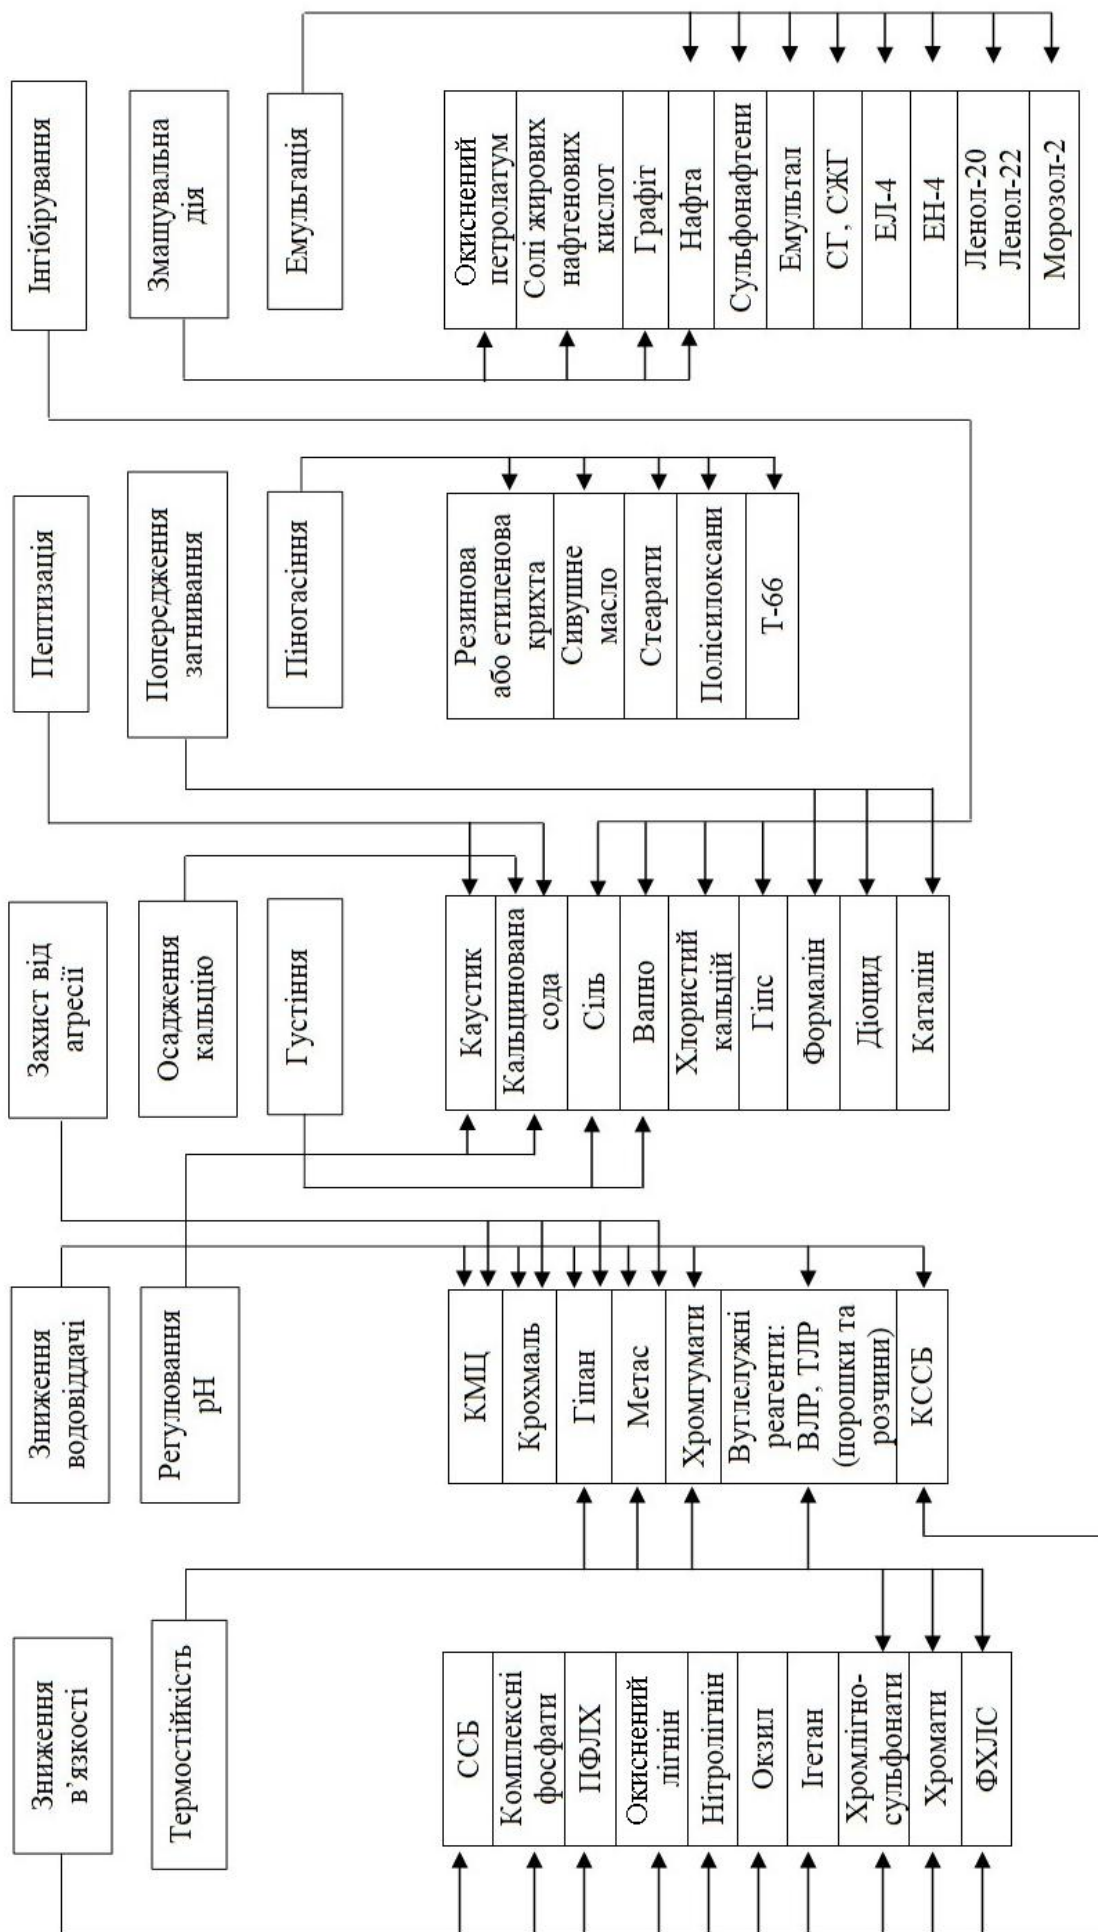 Зниження
в’язкості
Зниження
водовіддачі
Захист від
агресії
Пептизація
Інгібірування
Термостійкість
Регулювання
pH
Осадження
кальцію
Попередження
загнивання
Змащувальна
дія
Густіння
Піногасіння
Емульгація
ССБ
Комплексні
фосфати
ПФЛХ
Окиснений
лігнін
Нітролігнін
Окзил
Ігетан
Хромлігно-
сульфонати
Хромати
ФХЛС
КМЦ
Крохмаль
Гіпан
Метас
Хромгумати
Вуглелужні
реагенти:
ВЛР, ТЛР
(порошки та
розчини)
КССБ
Каустик
Кальцинована
сода
Сіль
Вапно
Хлористий
кальцій
Гіпс
Формалін
Діоцид
Каталін
Резинова
або етиленова
крихта
Сивушне
масло
Стеарати
Полісилоксани
Т-66
Окиснений
петролатум
Солі жирових
нафтенових
кислот
Графіт
Нафта
Сульфонафтени
Емультал
СГ, СЖГ
ЕЛ-4
ЕН-4
Ленол-20
Ленол-22
Морозол-2